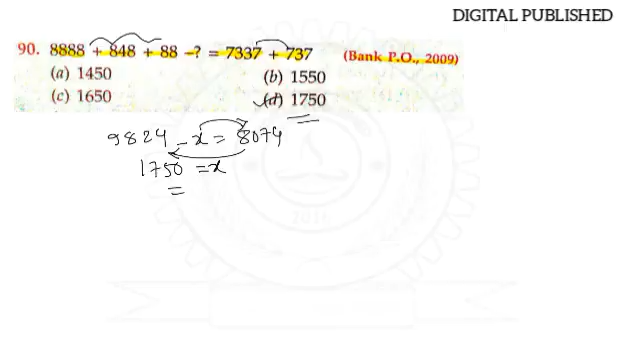 DIGITAL PUBLISHED
90. 8888 + 848 + 88 –? = 7337 + 737 (Bank P.O., 2009)
(a) 1450 (b) 1550
(c) 1650 (d) 1750
9824 - x = 8074
1750 = x